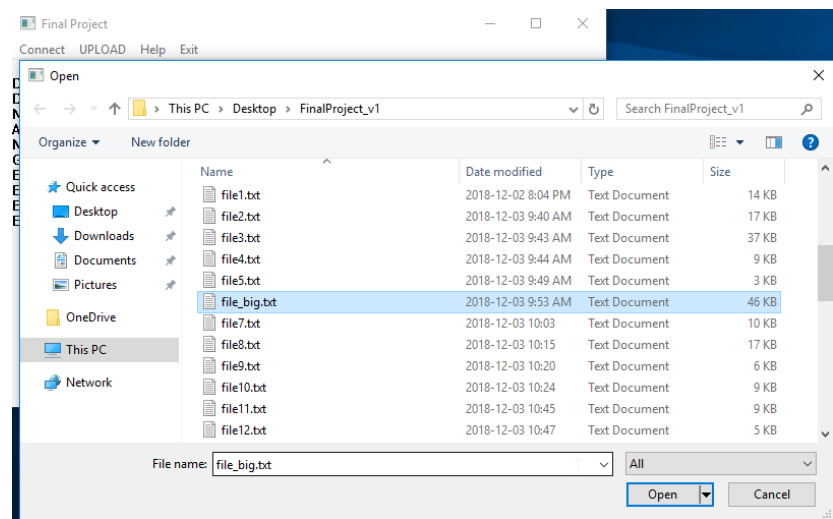 Final Project
Connect UPLOAD Help Exit
Open
This PC > Desktop > FinalProject_v1
Search FinalProject_v1
Organize New folder
Name Date modified Type Size
Quick access
Desktop
Downloads
Documents
Pictures
OneDrive
This PC
Network
file1.txt 2018-12-02 8:04 PM Text Document 14 KB
file2.txt 2018-12-03 9:40 AM Text Document 17 KB
file3.txt 2018-12-03 9:43 AM Text Document 37 KB
file4.txt 2018-12-03 9:44 AM Text Document 9 KB
file5.txt 2018-12-03 9:49 AM Text Document 3 KB
file_big.txt 2018-12-03 9:53 AM Text Document 46 KB
file7.txt 2018-12-03 10:03 Text Document 10 KB
file8.txt 2018-12-03 10:15 Text Document 17 KB
file9.txt 2018-12-03 10:20 Text Document 6 KB
file10.txt 2018-12-03 10:24 Text Document 9 KB
file11.txt 2018-12-03 10:45 Text Document 9 KB
file12.txt 2018-12-03 10:47 Text Document 5 KB
File name: file_big.txt All
Open Cancel